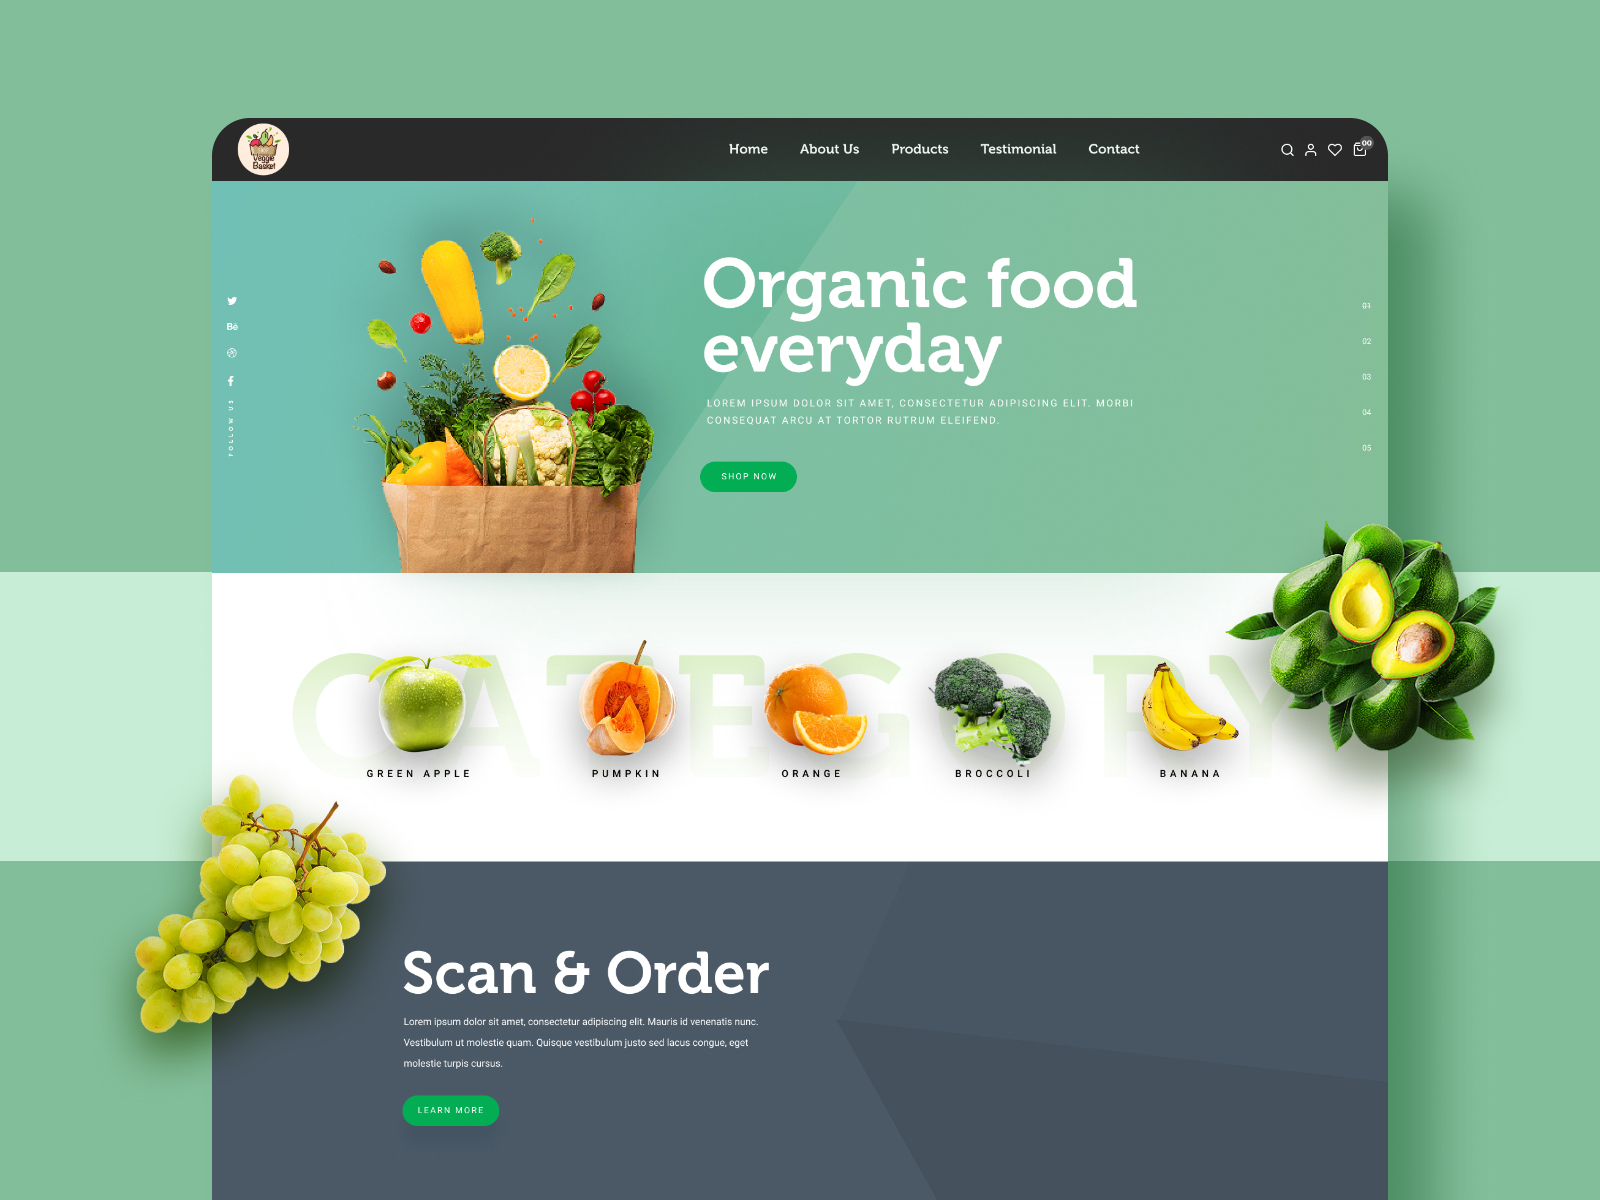 Veggie
Basket
Home
About Us
Products
Testimonial
Contact
00
Organic food
everyday
LOREM IPSUM DOLOR SIT AMET, CONSECTETUR ADIPISCING ELIT. MORBI
CONSEQUAT ARCU AT TORTOR RUTRUM ELEIFEND.
SHOP NOW
Bē
FOLLOW US
01
02
03
04
05
CATEGORY
GREEN APPLE
PUMPKIN
ORANGE
BROCCOLI
BANANA
Scan & Order
Lorem ipsum dolor sit amet, consectetur adipiscing elit. Mauris id venenatis nunc.
Vestibulum ut molestie quam. Quisque vestibulum justo sed lacus congue, eget
molestie turpis cursus.
LEARN MORE